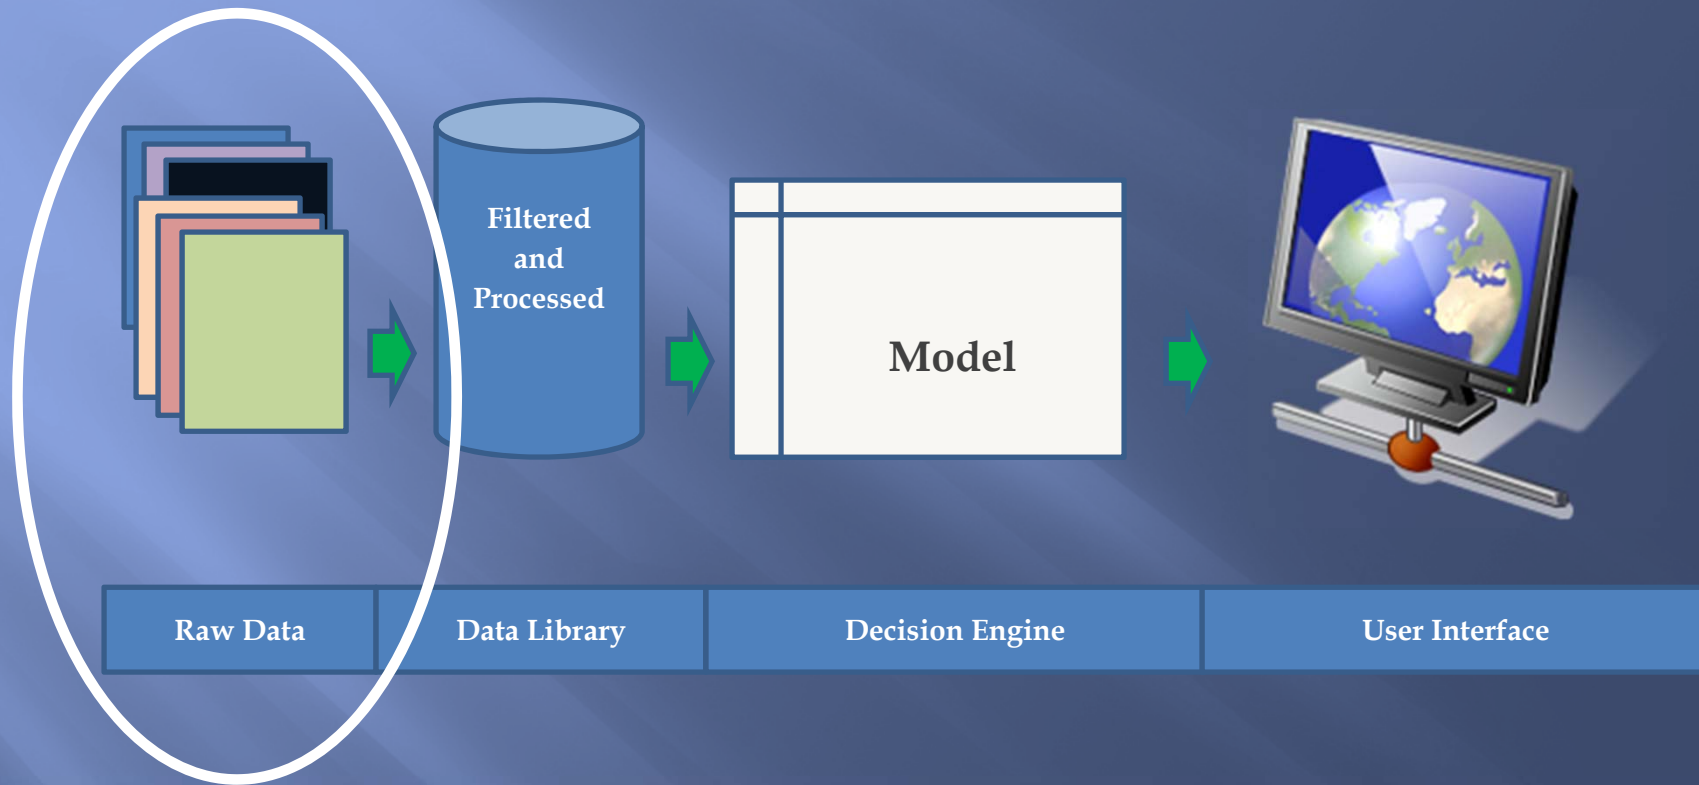 Filtered
and
Processed
Model
Raw Data
Data Library
Decision Engine
User Interface